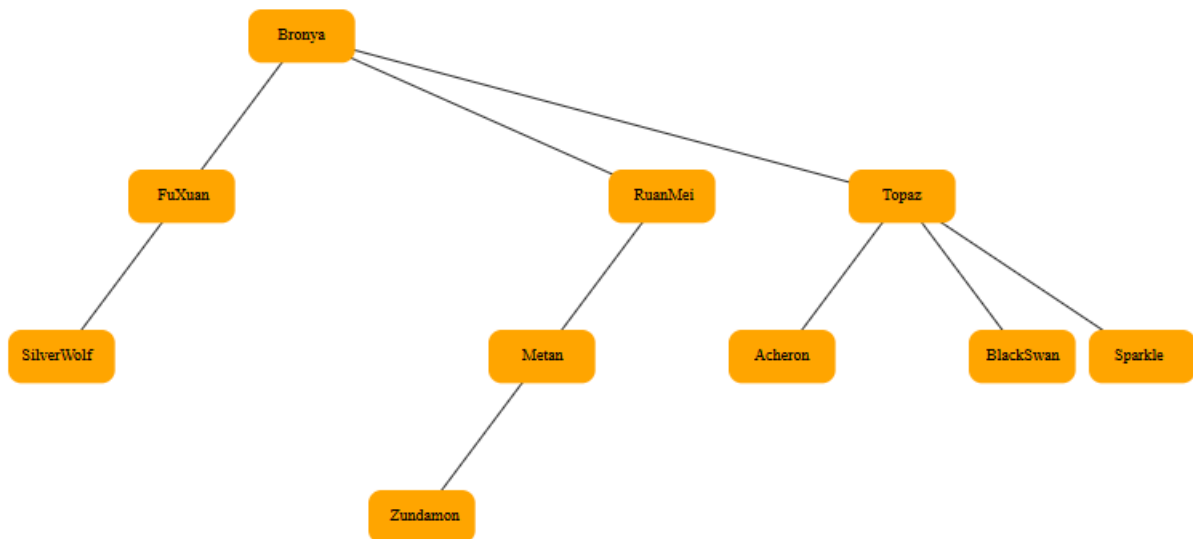 Bronya
FuXuan
RuanMei
Topaz
SilverWolf
Metan
Acheron
BlackSwan
Sparkle
Zundamon